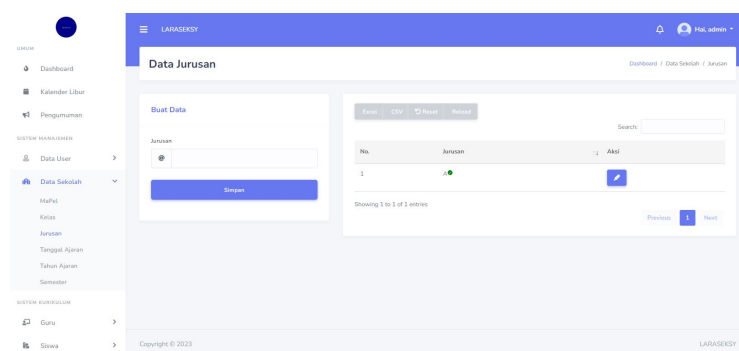 LARASEKSY
Hai, admin
UMUM
Dashboard
Kalender Libur
Pengumuman
SISTEM MANAJEMEN
Data User
Data Sekolah
MaPel
Kelas
Jurusan
Tanggal Ajaran
Tahun Ajaran
Semester
SISTEM KURIKULUM
Guru
Siswa
Data Jurusan
Dashboard / Data Sekolah / Jurusan
Buat Data
Jurusan
@
Simpan
Excel CSV Reset Reload
Search:
No. Jurusan Aksi
1 A
Showing 1 to 1 of 1 entries
Previous 1 Next
Copyright © 2023
LARASEKSY